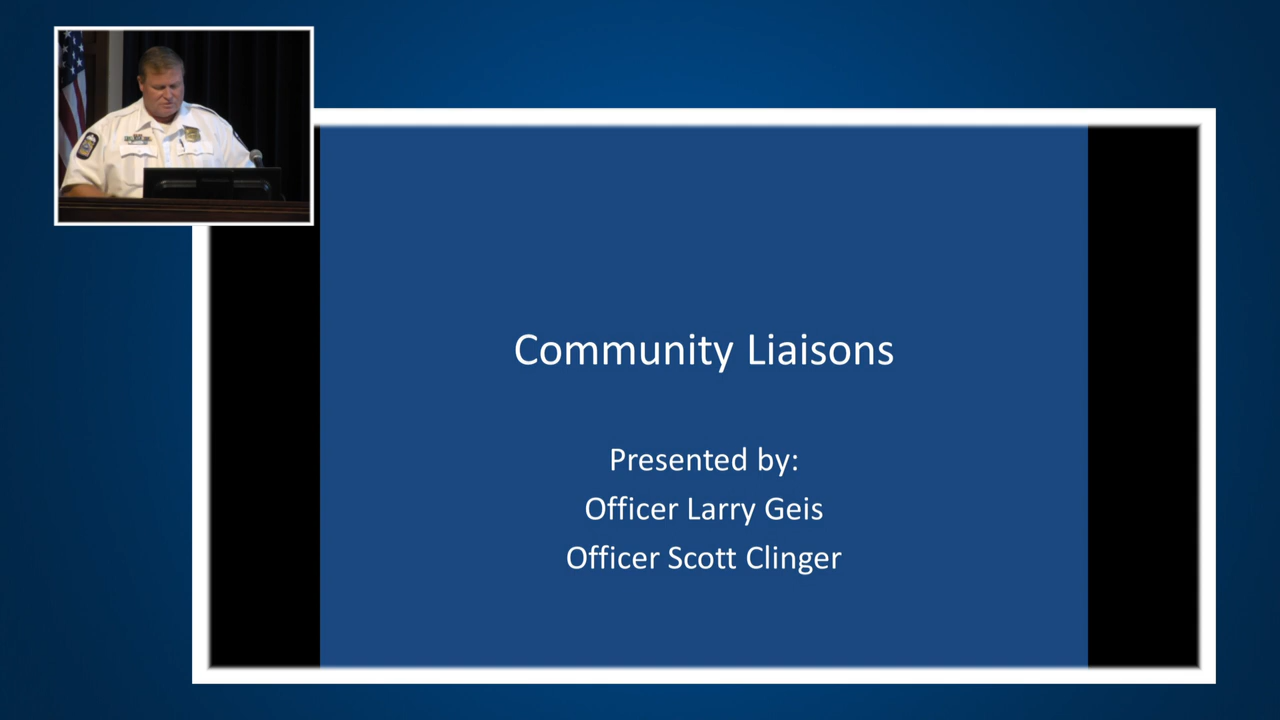 Community Liaisons
Presented by:
Officer Larry Geis
Officer Scott Clinger